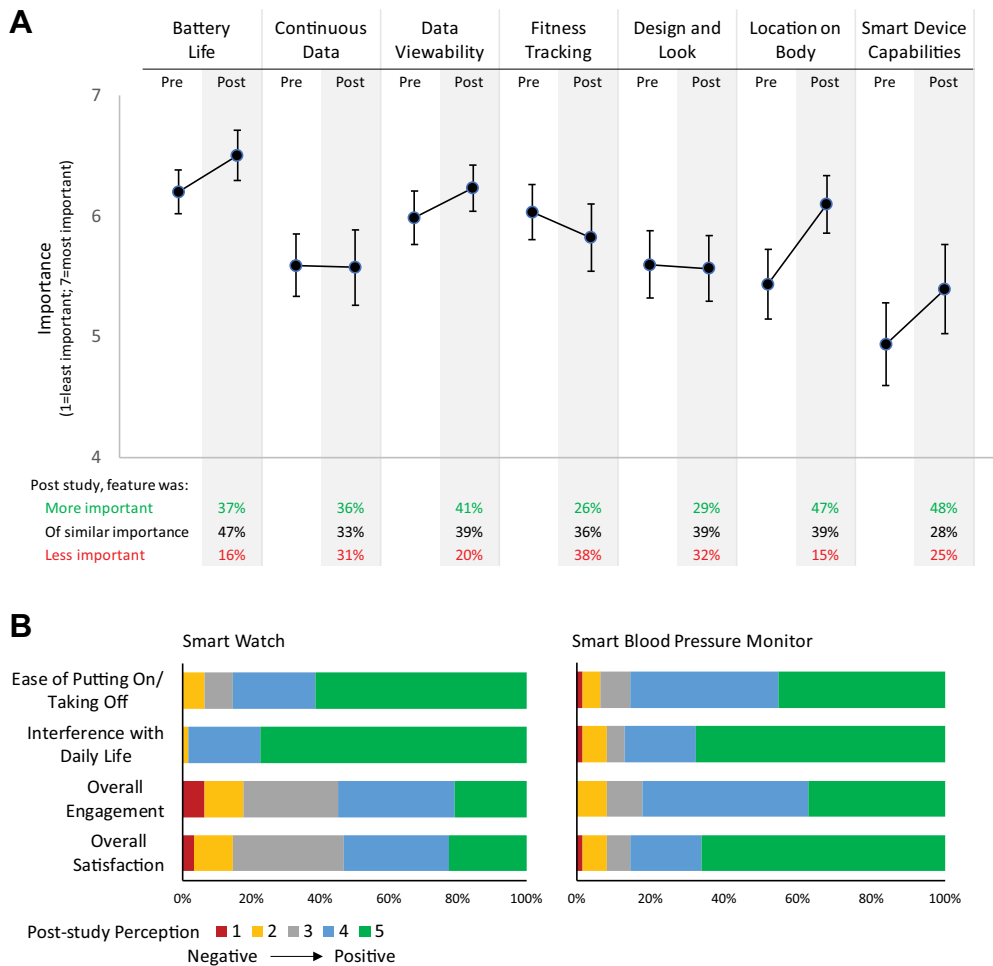 A
Battery Life
Continuous Data
Data Viewability
Fitness Tracking
Design and Look
Location on Body
Smart Device Capabilities
Pre Post Pre Post Pre Post Pre Post Pre Post Pre Post Pre Post
7
6
5
4
Importance
(1=least important; 7=most important)
Post study, feature was:
More important 37% 36% 41% 26% 29% 47% 48%
Of similar importance 47% 33% 39% 36% 39% 39% 28%
Less important 16% 31% 20% 38% 32% 15% 25%
B
Smart Watch
Smart Blood Pressure Monitor
Ease of Putting On/
Taking Off
Interference with
Daily Life
Overall
Engagement
Overall
Satisfaction
0% 20% 40% 60% 80% 100%
0% 20% 40% 60% 80% 100%
Post-study Perception 1 2 3 4 5
Negative Positive